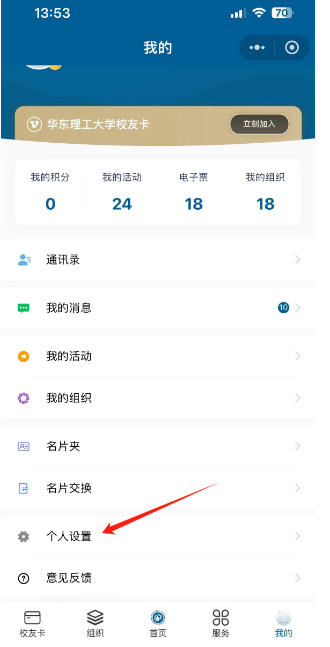 13:53
70
我的
华东理工大学校友卡
立刻加入
我的积分 我的活动 电子票 我的组织
0 24 18 18
通讯录
我的消息 10
我的活动
我的组织
名片夹
名片交换
个人设置
意见反馈
校友卡 组织 首页 服务 我的